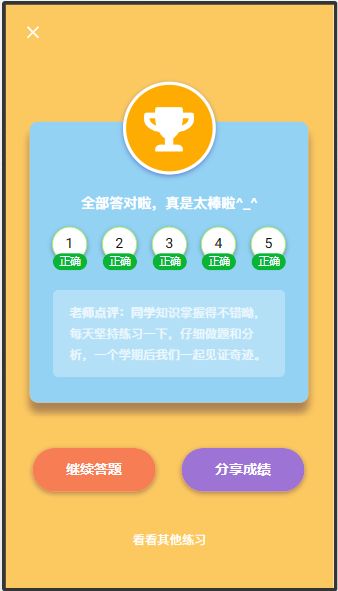 全部答对啦，真是太棒啦^_^
1 2 3 4 5
正确 正确 正确 正确 正确
老师点评：同学知识掌握得不错呦，
每天坚持练习一下，仔细做题和分
析，一个学期后我们一起见证奇迹。
继续答题 分享成绩
看看其他练习